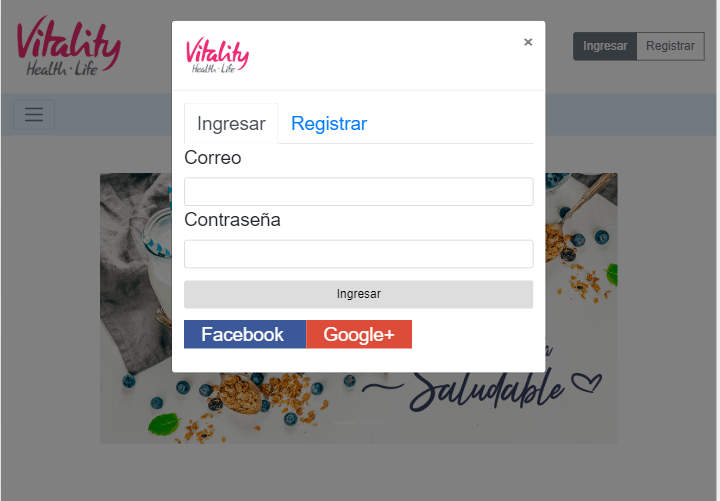 Vitality
Health · Life
Ingresar
Registrar
Vitality
Health · Life
×
Ingresar
Registrar
Correo
Contraseña
Ingresar
Facebook
Google+
Saludable